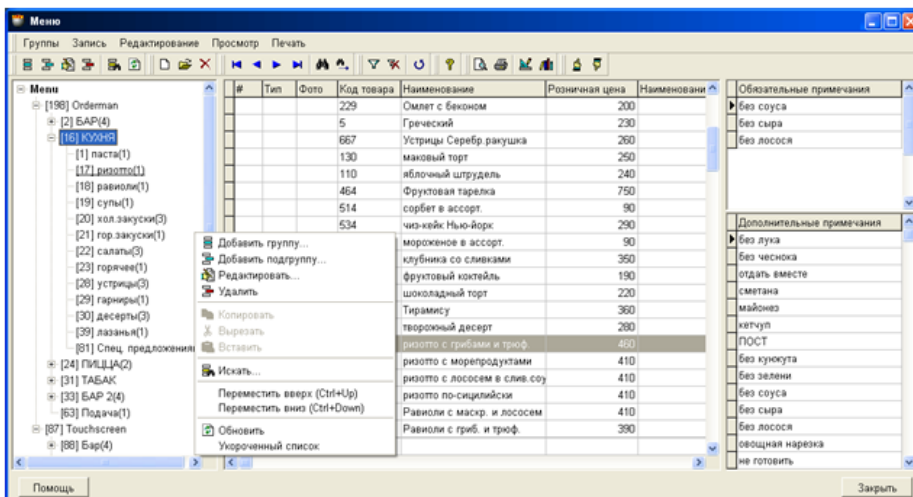 Меню
Группы Запись Редактирование Просмотр Печать
Menu
[198] Orderman
[2] БАР(4)
[16] КУХНЯ
[1] паста(1)
[17] ризотто(1)
[18] равиоли(1)
[19] супы(1)
[20] хол.закуски(3)
[21] гор.закуски(1)
[22] салаты(3)
[23] горячее(1)
[28] устрицы(3)
[29] гарниры(1)
[30] десерты(3)
[39] лазанья(1)
[81] Спец. предложения
[24] ПИЦЦА(2)
[31] ТАБАК
[33] БАР 2(4)
[63] Подача(1)
[87] Touchscreen
[88] Бар(4)
# Тип Фото Код товара Наименование Розничная цена Наименовани
229 Омлет с беконом 200
5 Греческий 230
667 Устрицы Серебр.ракушка 260
130 маковый торт 250
110 яблочный штрудель 240
464 Фруктовая тарелка 750
514 сорбет в ассорт. 90
534 чиз-кейк Нью-йорк 290
мороженое в ассорт. 90
клубника со сливками 350
фруктовый коктейль 190
шоколадный торт 220
Тирамису 360
творожный десерт 280
ризотто с грибами и трюф. 460
ризотто с морепродуктами 410
ризотто с лососем в слив.соу 410
ризотто по-сицилийски 410
Равиоли с маскр. и лососем 410
Равиоли с гриб. и трюф. 390
Добавить группу...
Добавить подгруппу...
Редактировать...
Удалить
Копировать
Вырезать
Вставить
Искать...
Переместить вверх (Ctrl+Up)
Переместить вниз (Ctrl+Down)
Обновить
Укороченный список
Обязательные примечания
без соуса
без сыра
без лосося
Дополнительные примечания
без лука
без чеснока
отдать вместе
сметана
майонез
кетчуп
ПОСТ
без кунжута
без зелени
без соуса
без сыра
без лосося
овощная нарезка
не готовить
Помощь
Закрыть